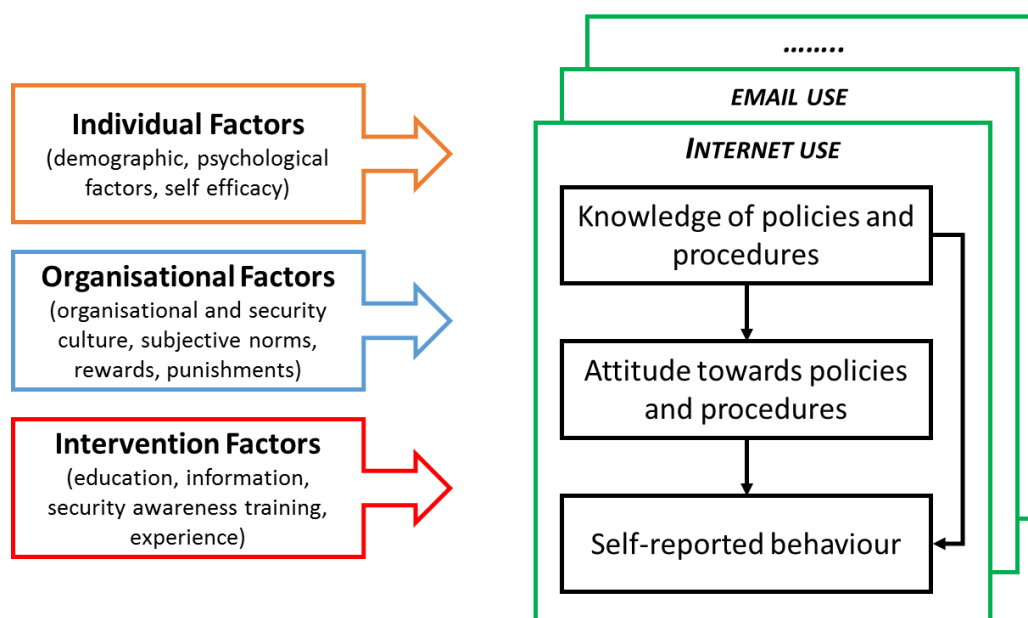 Individual Factors
(demographic, psychological
factors, self efficacy)
Organisational Factors
(organisational and security
culture, subjective norms,
rewards, punishments)
Intervention Factors
(education, information,
security awareness training,
experience)
........
EMAIL USE
INTERNET USE
Knowledge of policies and
procedures
Attitude towards policies
and procedures
Self-reported behaviour